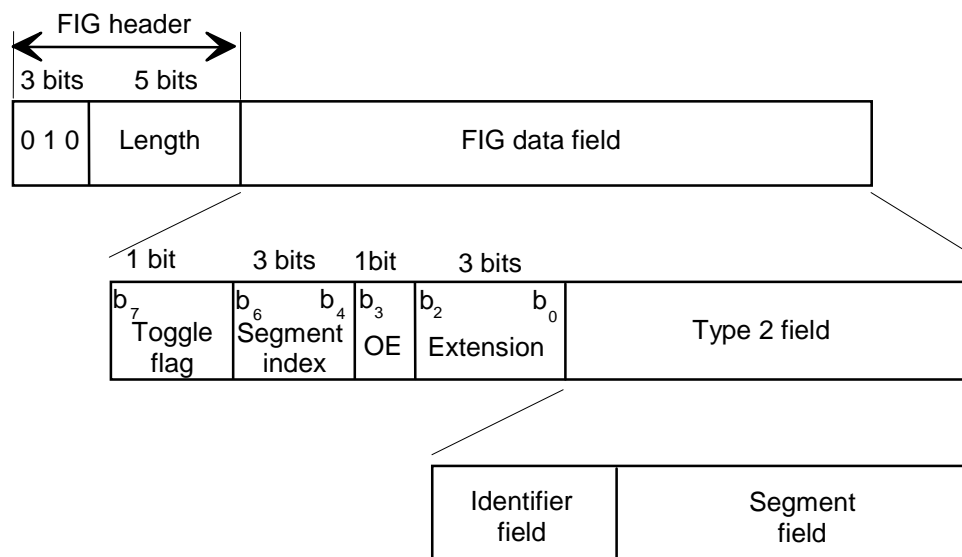 FIG header
3 bits 5 bits
0 1 0 Length FIG data field
1 bit 3 bits 1bit 3 bits
b7 b6 b4 b3 b2 b0
Toggle flag
Segment index
OE
Extension
Type 2 field
Identifier field
Segment field